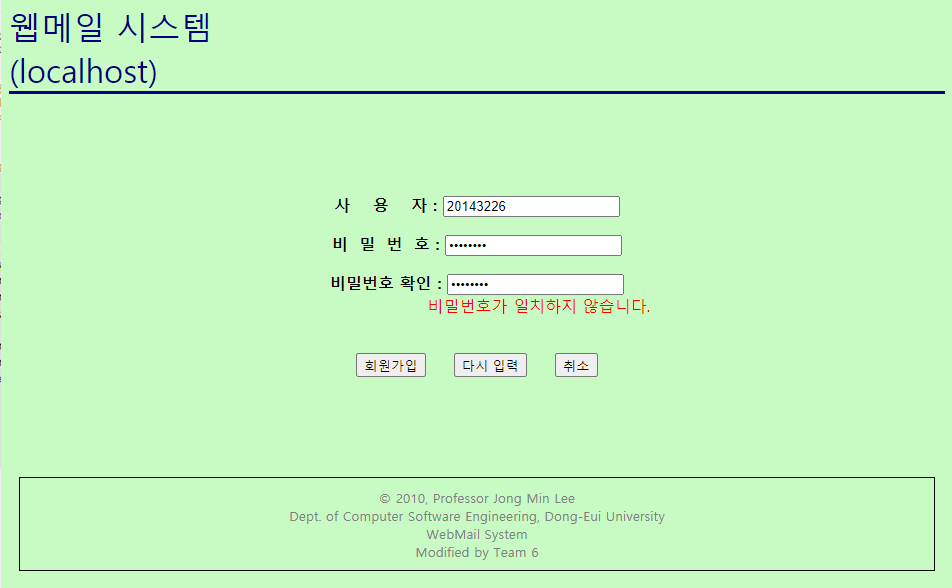 웹메일 시스템
(localhost)
사 용 자 : 20143226
비 밀 번 호 : ••••••••
비밀번호 확인 : ••••••••
비밀번호가 일치하지 않습니다.
회원가입 다시 입력 취소
© 2010, Professor Jong Min Lee
Dept. of Computer Software Engineering, Dong-Eui University
WebMail System
Modified by Team 6